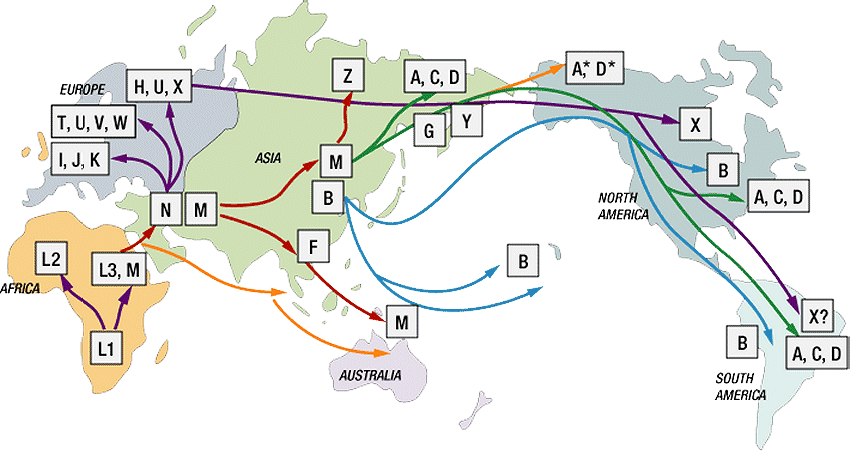 Z
A, C, D
A,* D*
EUROPE
H, U, X
T, U, V, W
G
Y
X
I, J, K
ASIA
M
B
B
N
M
NORTH
AMERICA
A, C, D
F
L2
L3, M
B
AFRICA
M
X?
L1
B
A, C, D
AUSTRALIA
SOUTH
AMERICA